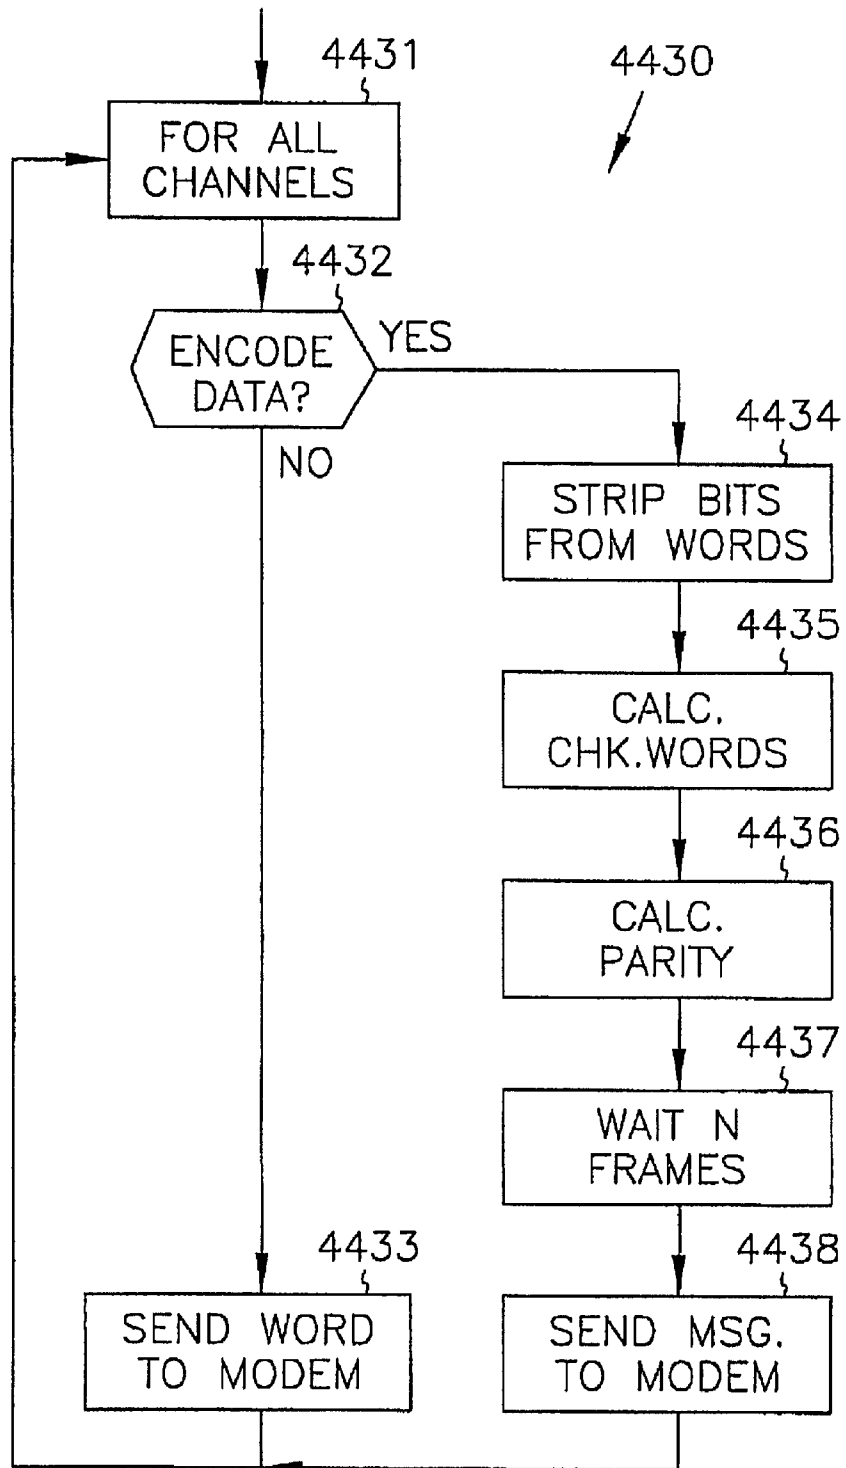 4431
4430
FOR ALL
CHANNELS
4432
ENCODE
DATA?
YES
NO
4434
STRIP BITS
FROM WORDS
4435
CALC.
CHK.WORDS
4436
CALC.
PARITY
4437
WAIT N
FRAMES
4433
SEND WORD
TO MODEM
4438
SEND MSG.
TO MODEM